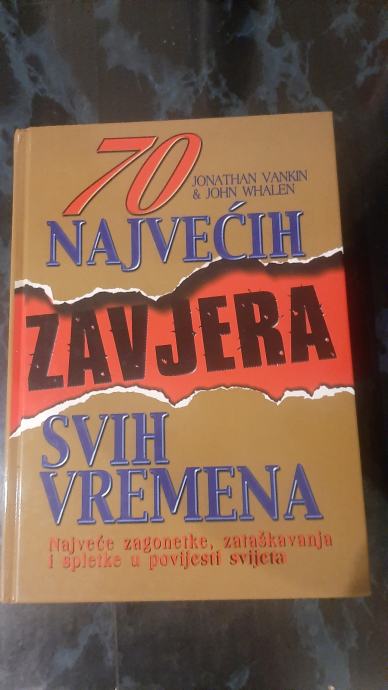 70
JONATHAN VANKIN
& JOHN WHALEN
NAJVEĆIH
ZAVJERA
SVIH
VREMENA
Najveće zagonetke, zataškavanja
i spletke u povijesti svijeta